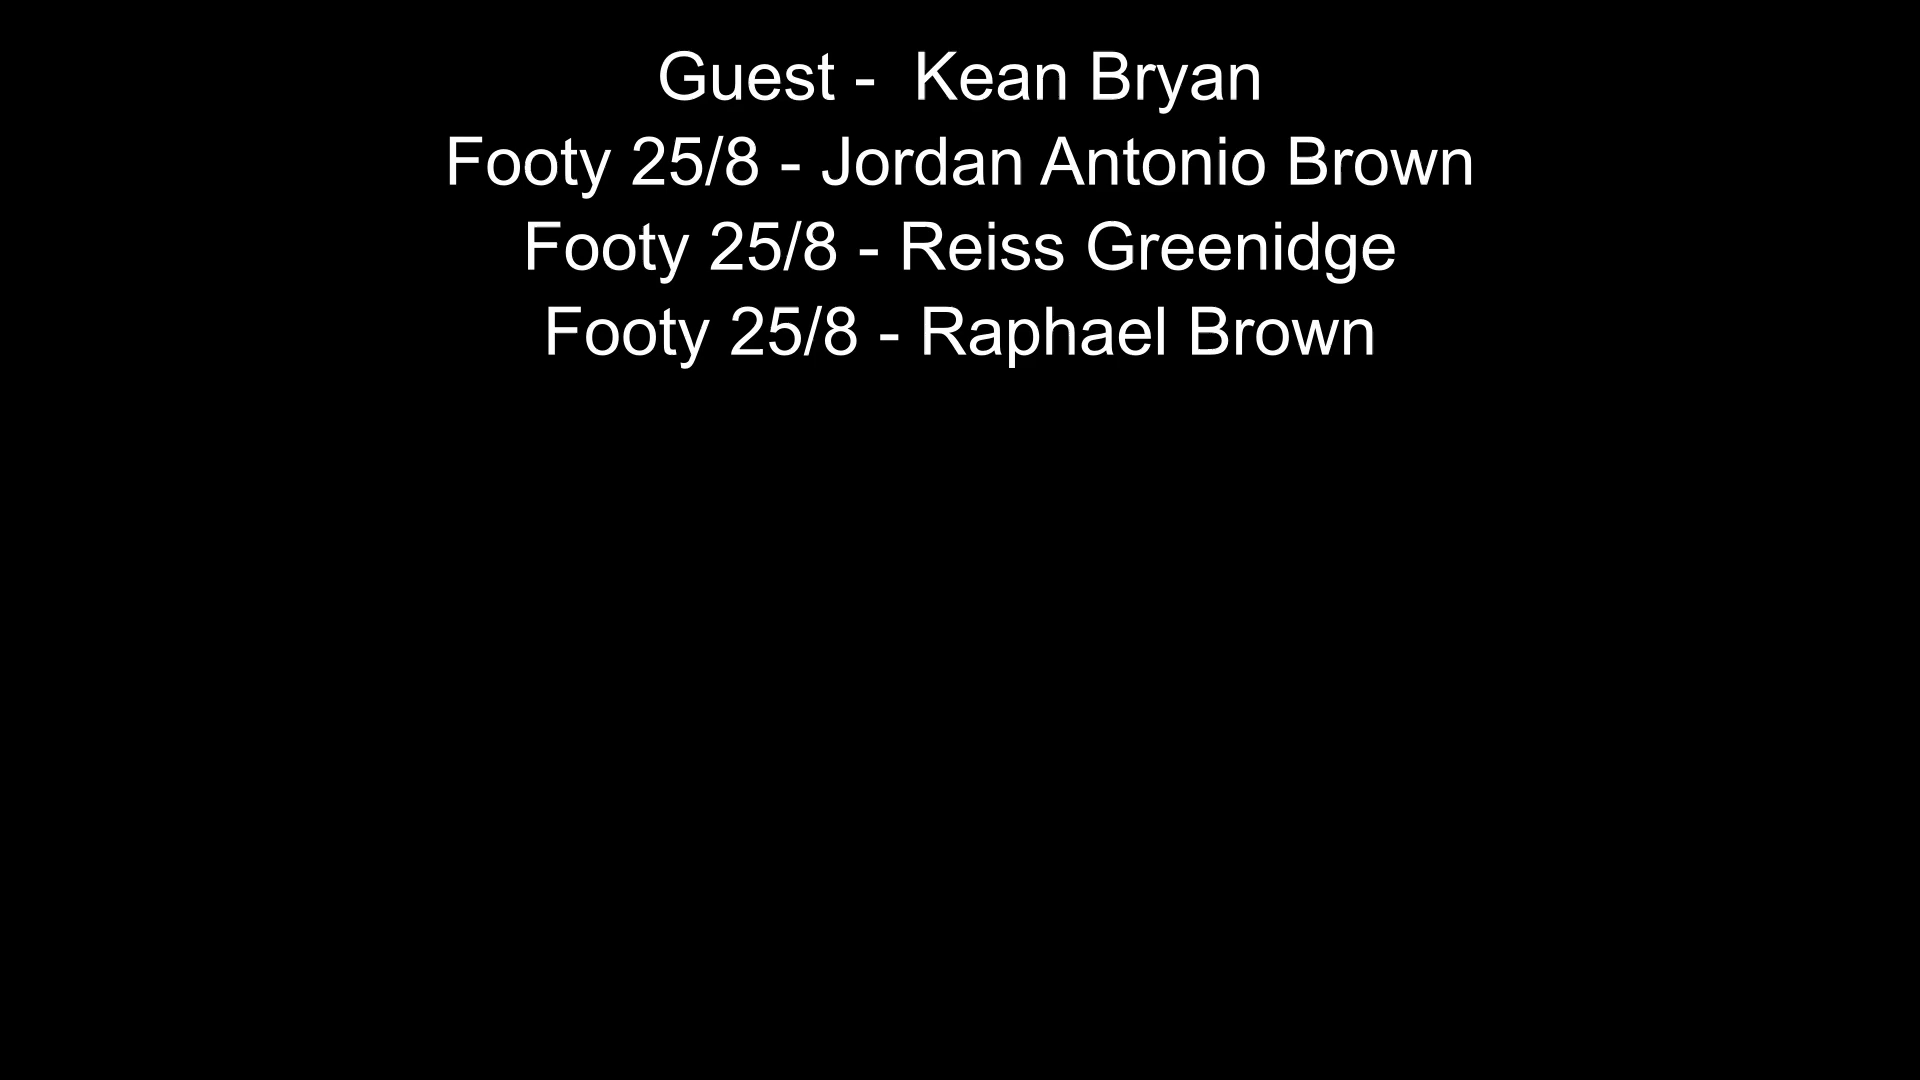 Guest -  Kean Bryan
Footy 25/8 - Jordan Antonio Brown
Footy 25/8 - Reiss Greenidge
Footy 25/8 - Raphael Brown